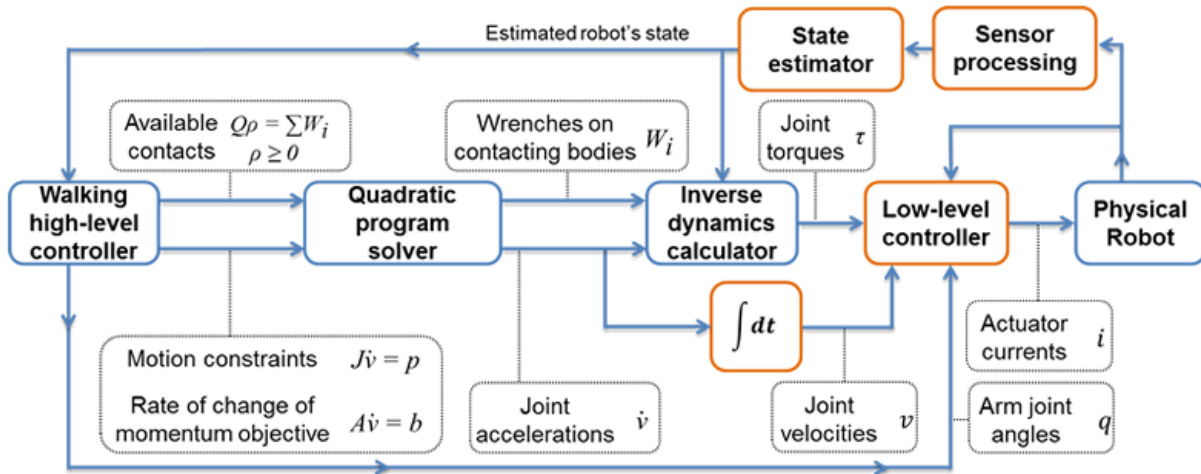 Estimated robot's state
State
estimator
Sensor
processing
Available Qρ = ∑Wi
contacts ρ ≥ 0
Wrenches on
contacting bodies Wi
Joint
torques τ
Walking
high-level
controller
Quadratic
program
solver
Inverse
dynamics
calculator
Low-level
controller
Physical
Robot
∫dt
Motion constraints Jv̇ = p
Rate of change of
momentum objective Av̇ = b
Joint
accelerations v̇
Joint
velocities v
Actuator
currents i
Arm joint
angles q